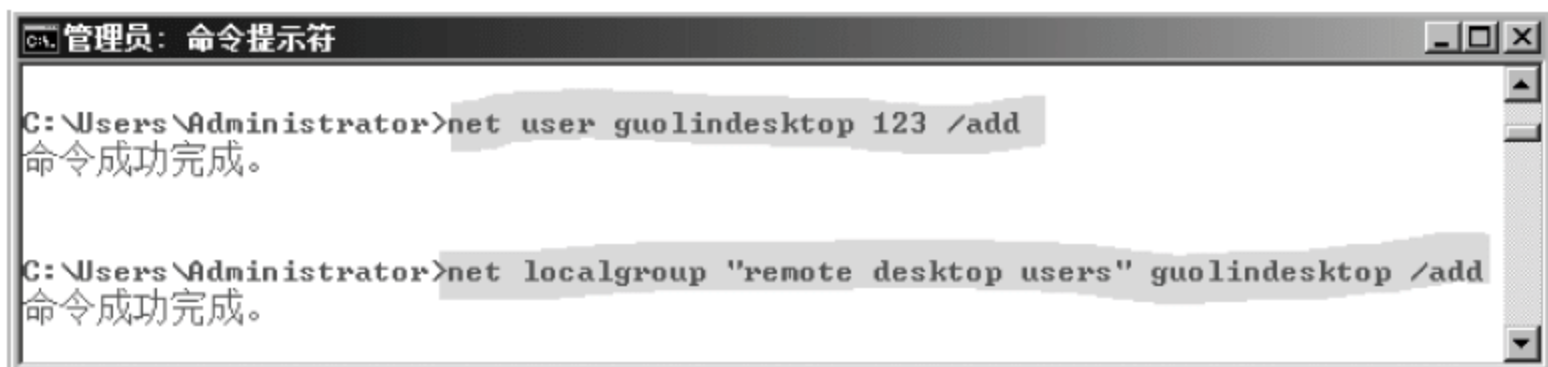 管理员: 命令提示符
C:\Users\Administrator>net user guolindesktop 123 /add
命令成功完成。
C:\Users\Administrator>net localgroup "remote desktop users" guolindesktop /add
命令成功完成。